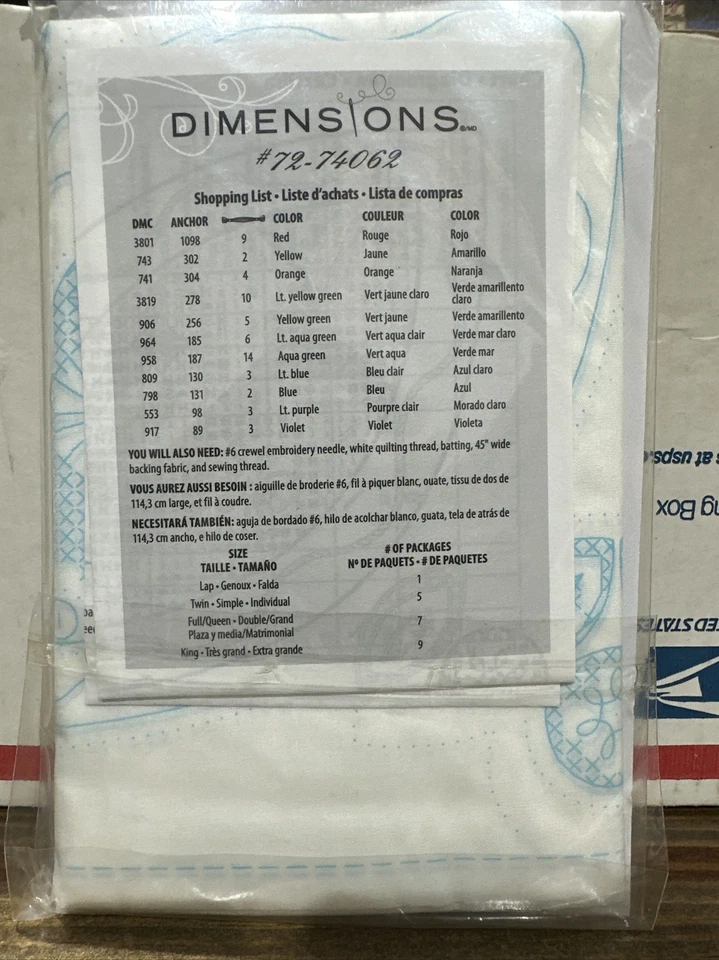 DIMENSIONS ®/MD
#72-74062
Shopping List • Liste d'achats • Lista de compras
DMC ANCHOR COLOR COULEUR COLOR
3801 1098 9 Red Rouge Rojo
743 302 2 Yellow Jaune Amarillo
741 304 4 Orange Orange Naranja
3819 278 10 Lt. yellow green Vert jaune claro Verde amarillento claro
906 256 5 Yellow green Vert jaune Verde amarillento
964 185 6 Lt. aqua green Vert aqua clair Verde mar claro
958 187 14 Aqua green Vert aqua Verde mar
809 130 3 Lt. blue Bleu clair Azul claro
798 131 2 Blue Bleu Azul
553 98 3 Lt. purple Pourpre clair Morado claro
917 89 3 Violet Violet Violeta
YOU WILL ALSO NEED: #6 crewel embroidery needle, white quilting thread, batting, 45" wide
backing fabric, and sewing thread.
VOUS AUREZ AUSSI BESOIN : aiguille de broderie #6, fil à piquer blanc, ouate, tissu de dos de
114,3 cm large, et fil à coudre.
NECESITARÁ TAMBIÉN: aguja de bordado #6, hilo de acolchar blanco, guata, tela de atrás de
114,3 cm ancho, e hilo de coser.
SIZE # OF PACKAGES
TAILLE • TAMAÑO Nº DE PAQUETS • # DE PAQUETES
Lap • Genoux • Falda 1
Twin • Simple • Individual 5
Full/Queen • Double/Grand 7
Plaza y media/Matrimonial
King • Très grand • Extra grande 9
at usps.
ng Box
ED STATES